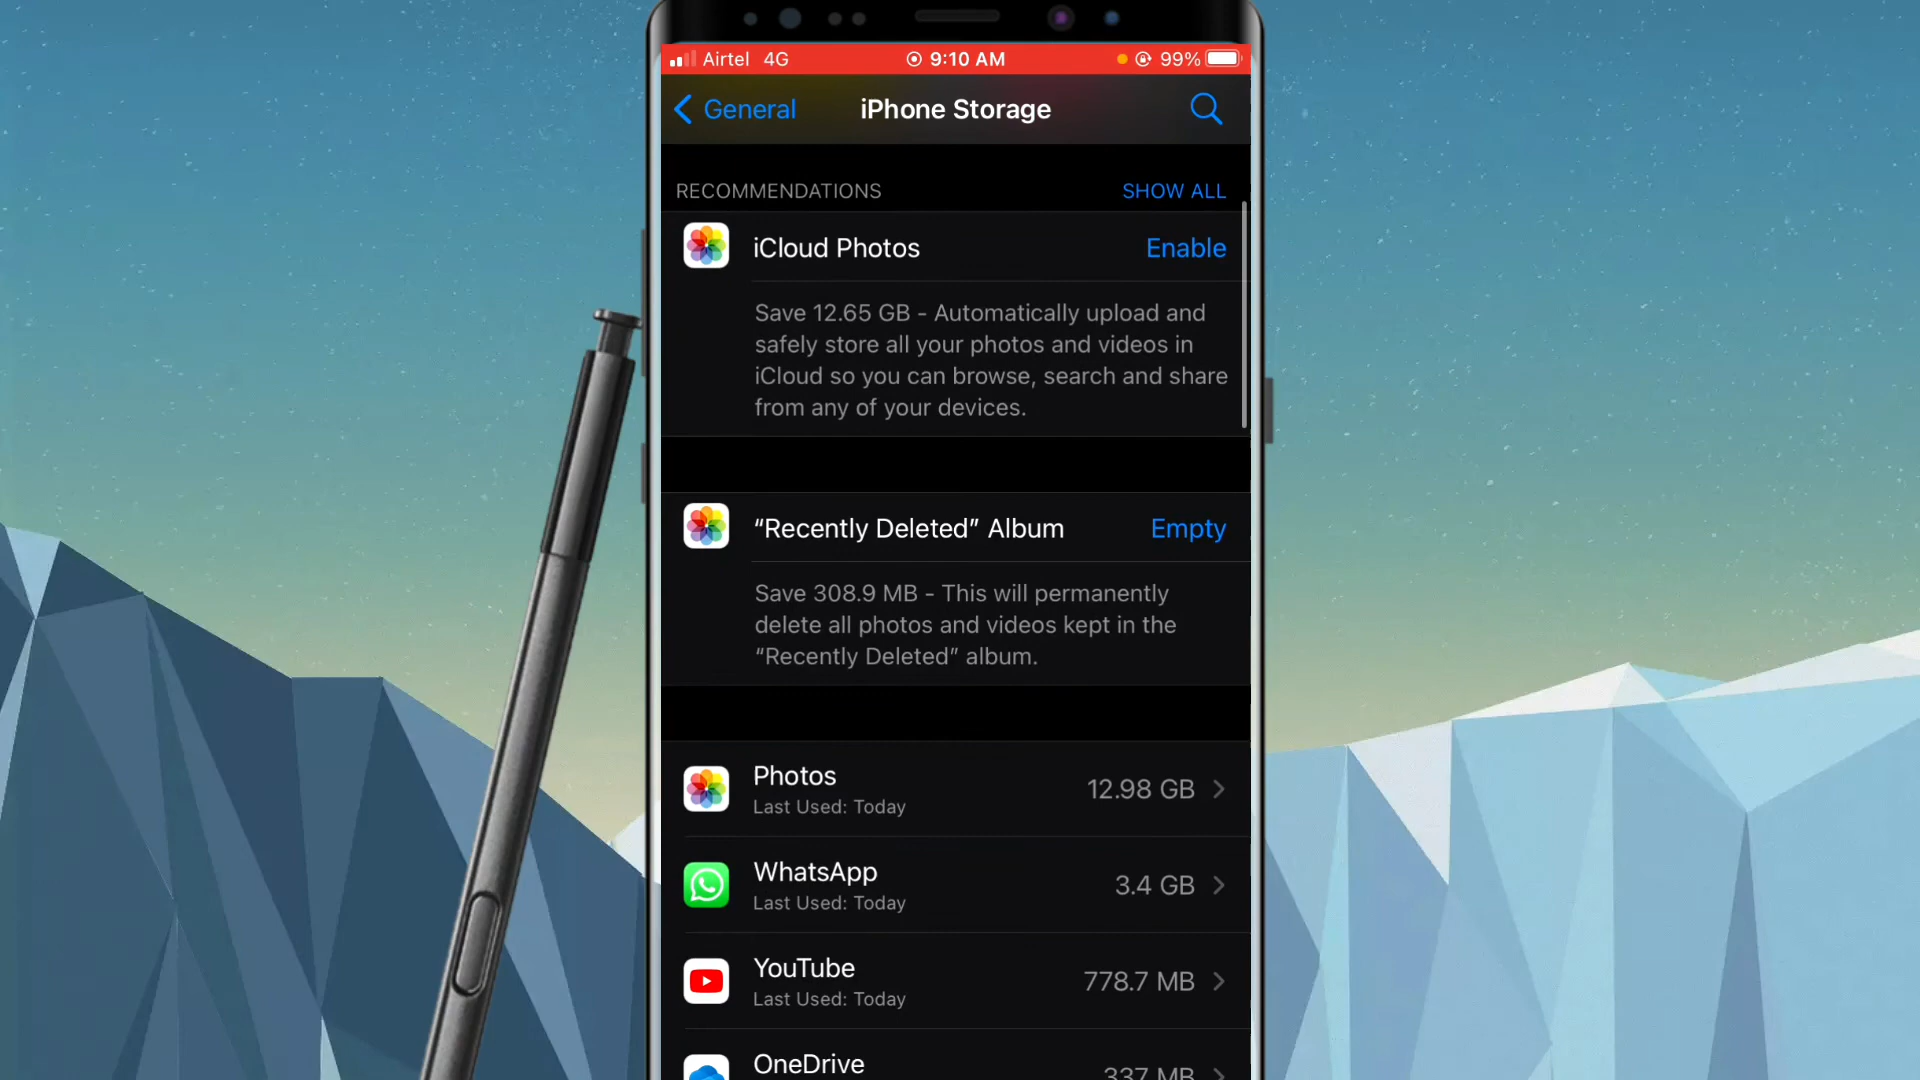 Airtel 4G 9:10 AM 99%
General iPhone Storage
RECOMMENDATIONS SHOW ALL
iCloud Photos Enable
Save 12.65 GB - Automatically upload and
safely store all your photos and videos in
iCloud so you can browse, search and share
from any of your devices.
“Recently Deleted” Album Empty
Save 308.9 MB - This will permanently
delete all photos and videos kept in the
“Recently Deleted” album.
Photos 12.98 GB
Last Used: Today
WhatsApp 3.4 GB
Last Used: Today
YouTube 778.7 MB
Last Used: Today
OneDrive 337 MB